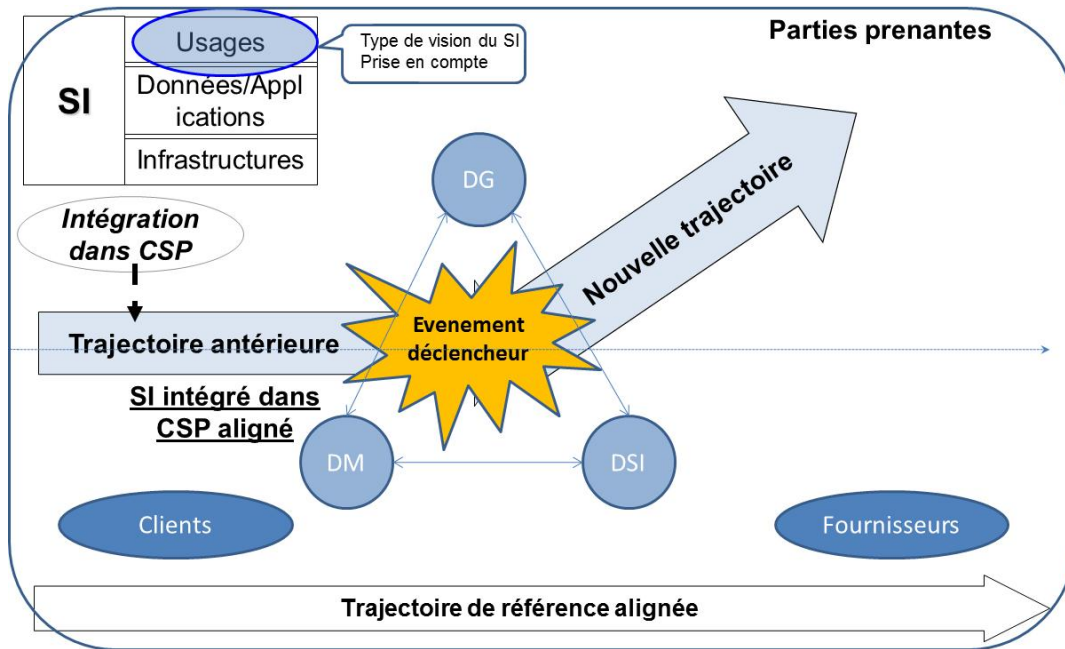 Usages
SI
Données/Appl
ications
Infrastructures
Type de vision du SI
Prise en compte
Parties prenantes
DG
Intégration
dans CSP
Nouvelle trajectoire
Evenement
déclencheur
Trajectoire antérieure
SI intégré dans
CSP aligné
DM
DSI
Clients
Fournisseurs
Trajectoire de référence alignée